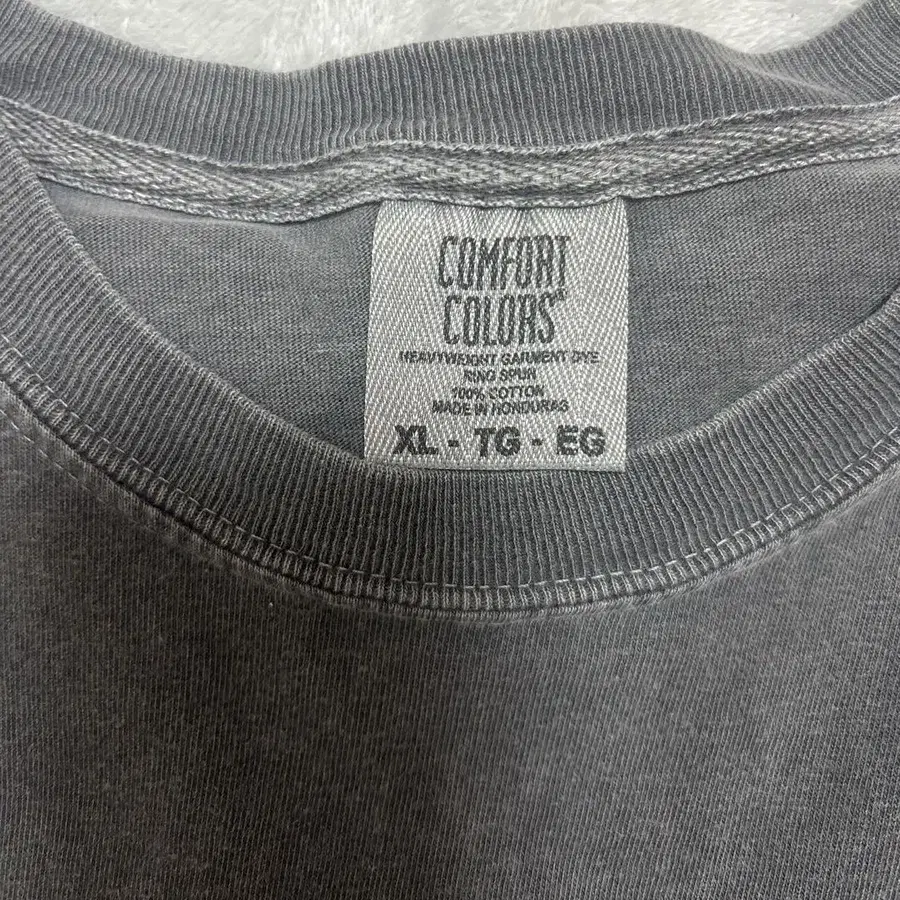 COMFORT
COLORS®
HEAVYWEIGHT GARMENT DYE
RING SPUN
100% COTTON
MADE IN HONDURAS
XL - TG - EG